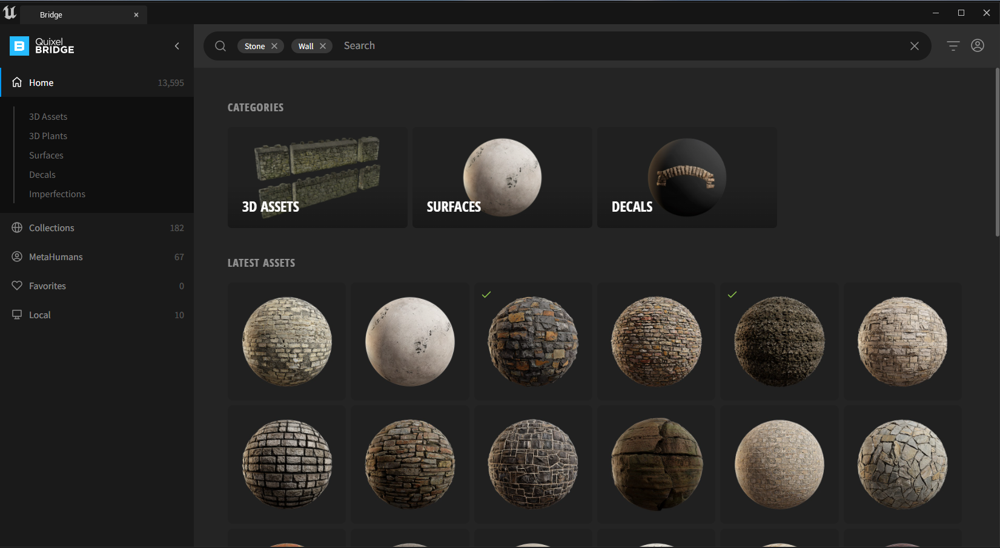 Bridge
Quixel
BRIDGE
Stone
Wall
Search
Home 13,595
3D Assets
3D Plants
Surfaces
Decals
Imperfections
Collections 182
MetaHumans 67
Favorites 0
Local 10
CATEGORIES
3D ASSETS
SURFACES
DECALS
LATEST ASSETS